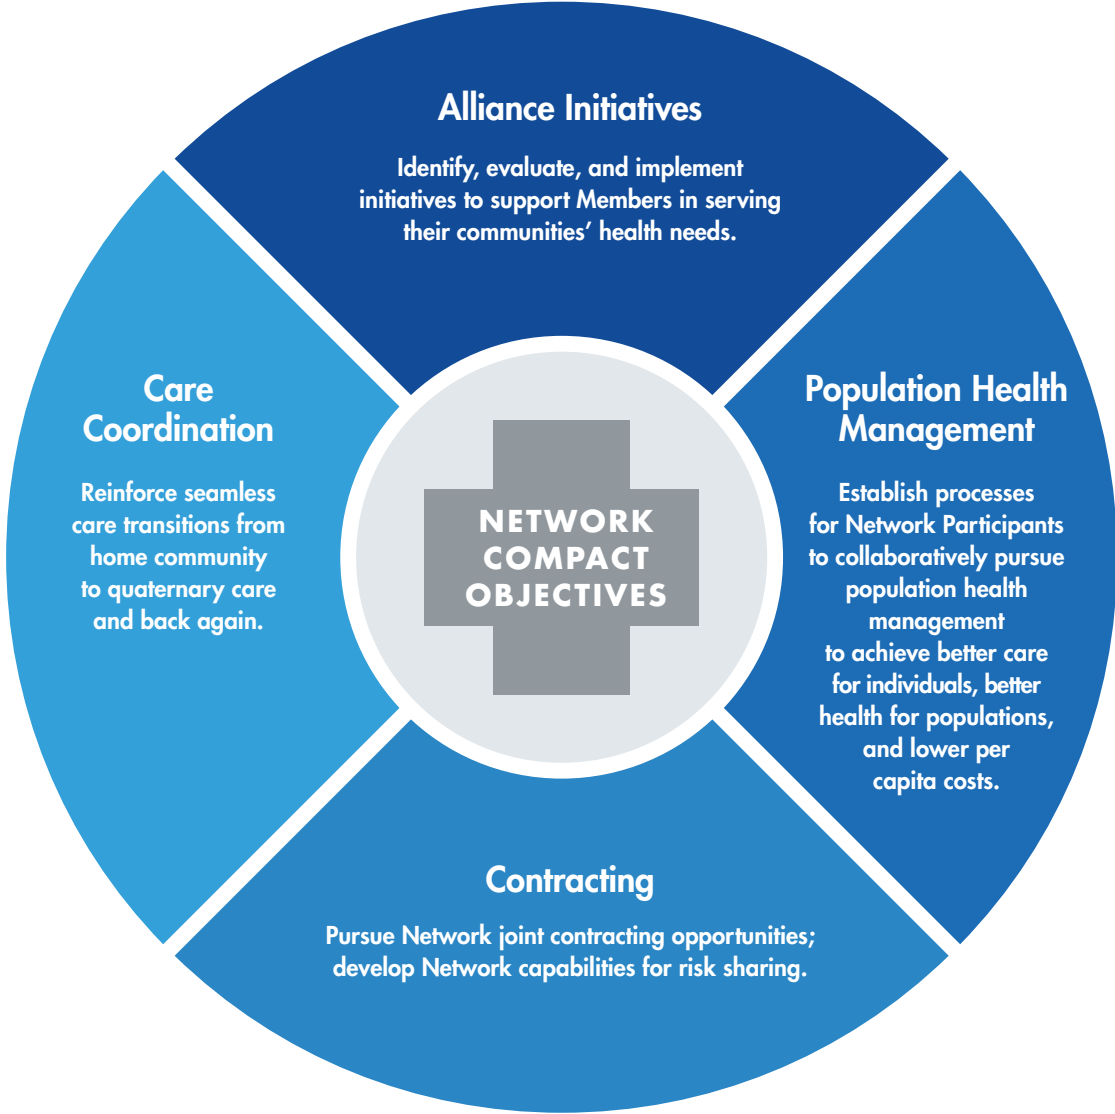 Alliance Initiatives
Identify, evaluate, and implement
initiatives to support Members in serving
their communities’ health needs.
Care
Coordination
Reinforce seamless
care transitions from
home community
to quaternary care
and back again.
NETWORK
COMPACT
OBJECTIVES
Population Health
Management
Establish processes
for Network Participants
to collaboratively pursue
population health
management
to achieve better care
for individuals, better
health for populations,
and lower per
capita costs.
Contracting
Pursue Network joint contracting opportunities;
develop Network capabilities for risk sharing.